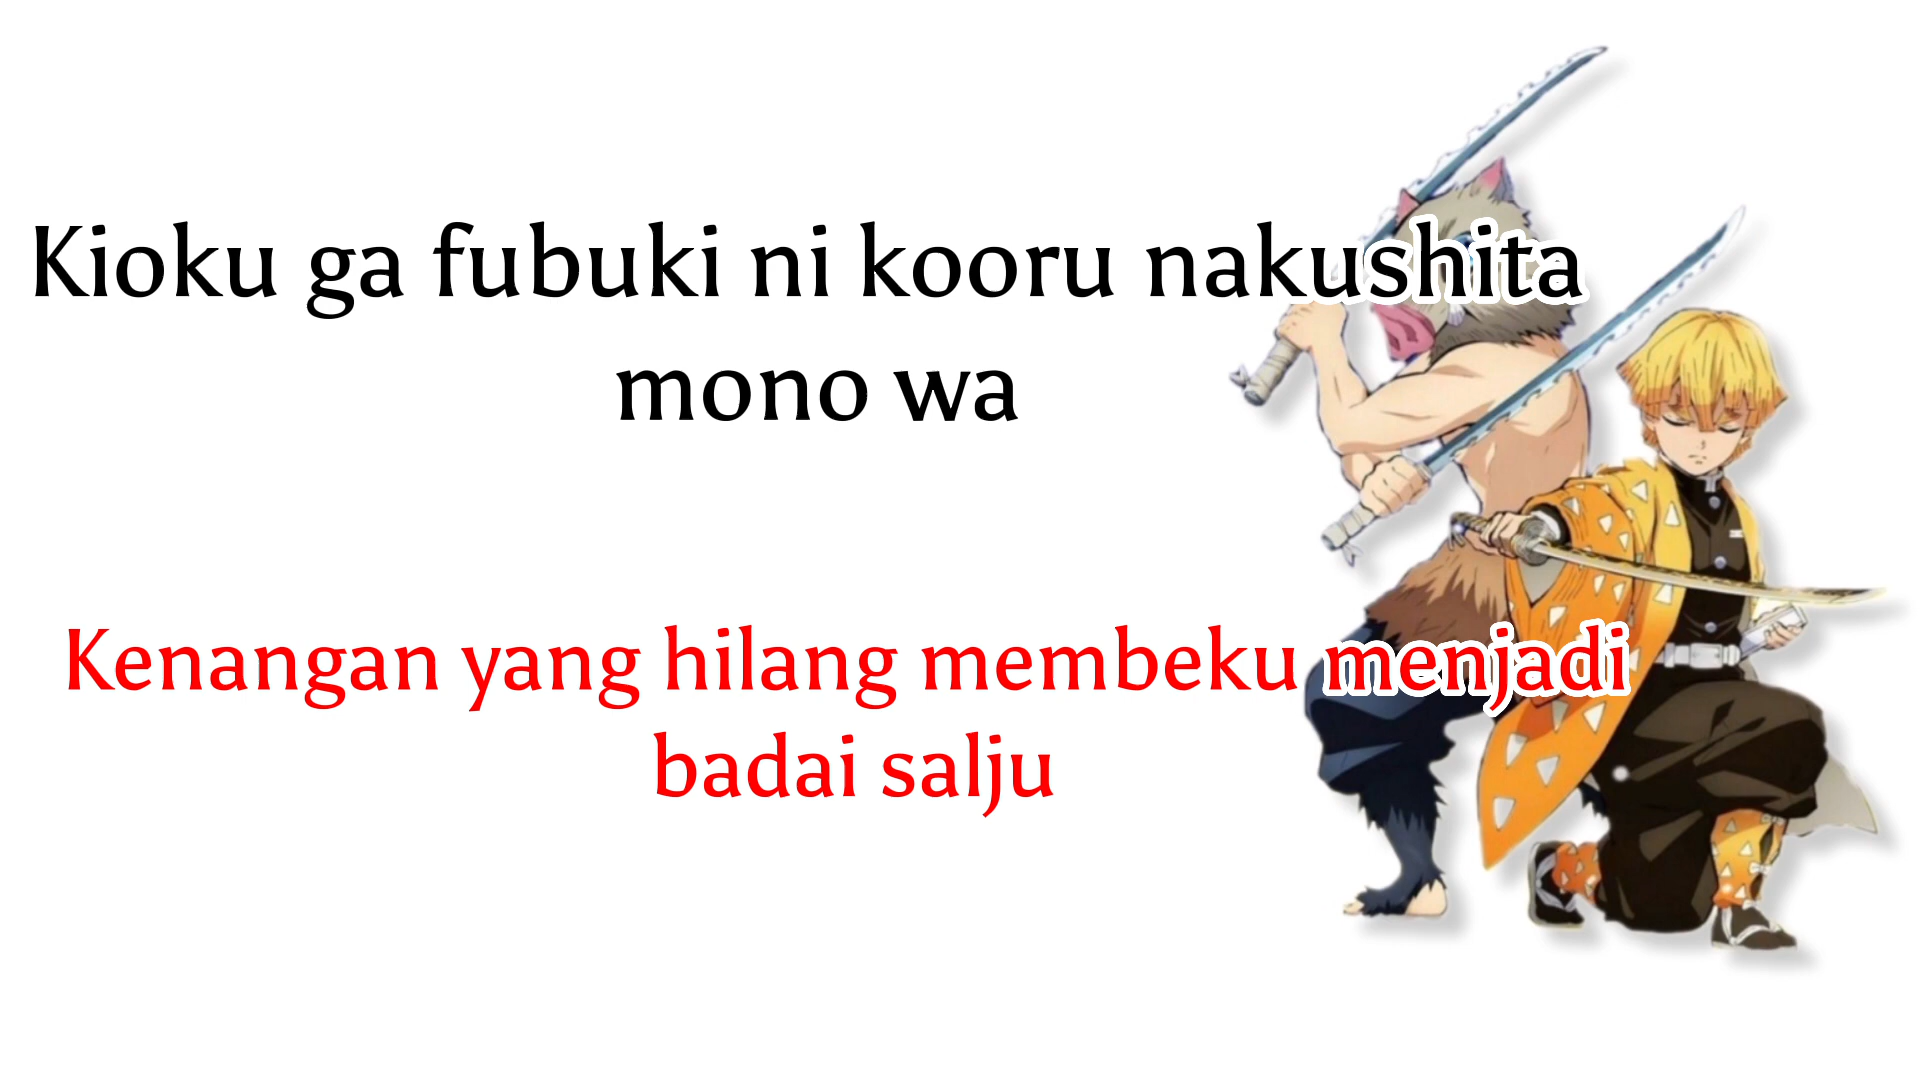 Kioku ga fubuki ni kooru nakushita
mono wa
Kenangan yang hilang membeku menjadi
badai salju